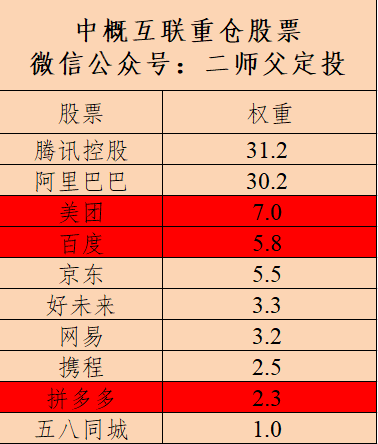 中概互联重仓股票
微信公众号：二师父定投
股票 权重
腾讯控股 31.2
阿里巴巴 30.2
美团 7.0
百度 5.8
京东 5.5
好未来 3.3
网易 3.2
携程 2.5
拼多多 2.3
五八同城 1.0